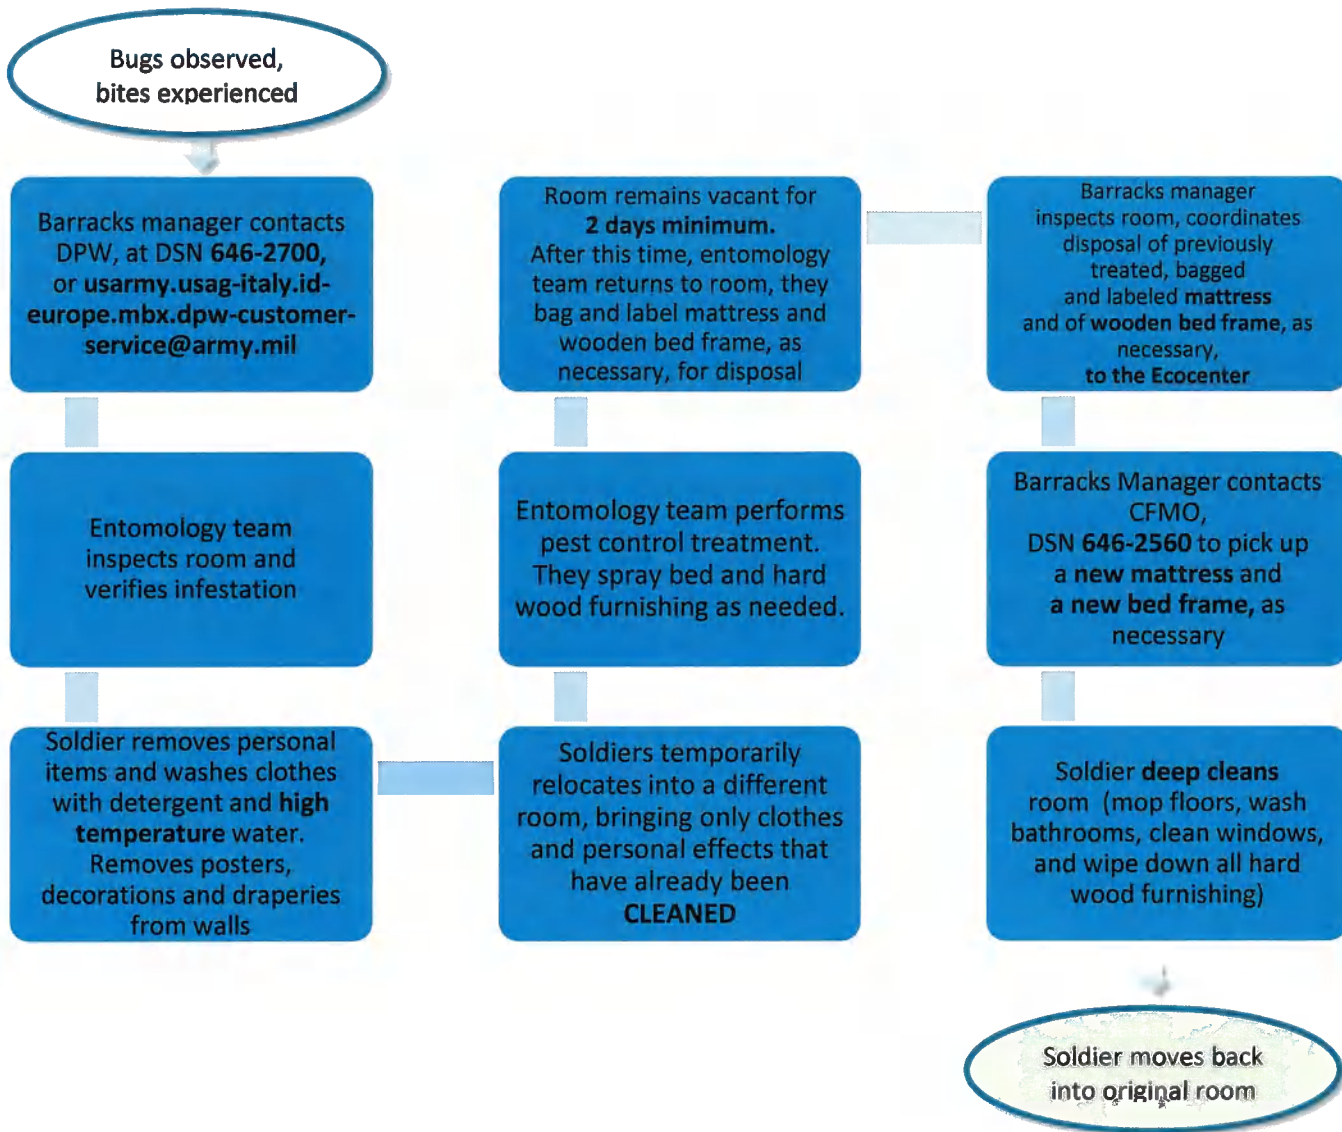 Bugs observed,
bites experienced
Barracks manager contacts
DPW, at DSN 646-2700,
or usarmy.usag-italy.id-
europe.mbx.dpw-customer-
service@army.mil
Entomology team
inspects room and
verifies infestation
Soldier removes personal
items and washes clothes
with detergent and high
temperature water.
Removes posters,
decorations and draperies
from walls
Soldiers temporarily
relocates into a different
room, bringing only clothes
and personal effects that
have already been
CLEANED
Entomology team performs
pest control treatment.
They spray bed and hard
wood furnishing as needed.
Room remains vacant for
2 days minimum.
After this time, entomology
team returns to room, they
bag and label mattress and
wooden bed frame, as
necessary, for disposal
Barracks manager
inspects room, coordinates
disposal of previously
treated, bagged
and labeled mattress
and of wooden bed frame, as
necessary,
to the Ecocenter
Barracks Manager contacts
CFMO,
DSN 646-2560 to pick up
a new mattress and
a new bed frame, as
necessary
Soldier deep cleans
room (mop floors, wash
bathrooms, clean windows,
and wipe down all hard
wood furnishing)
Soldier moves back
into original room